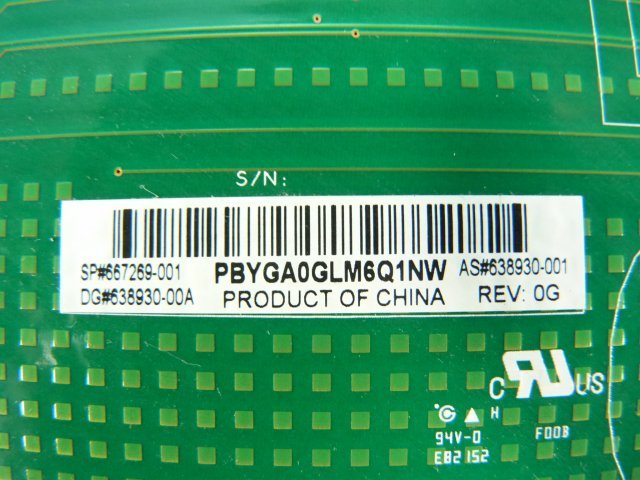 S/N:
SP#667269-001 PBYGA0GLM6Q1NW AS#638930-001
DG#638930-00A PRODUCT OF CHINA REV: 0G
C RU US
H
94V-0 F00B
E82152